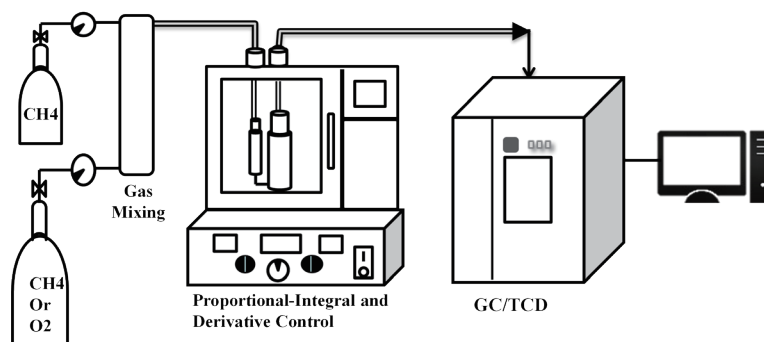 CH4
Gas
Mixing
CH4
Or
O2
Proportional-Integral and
Derivative Control
GC/TCD